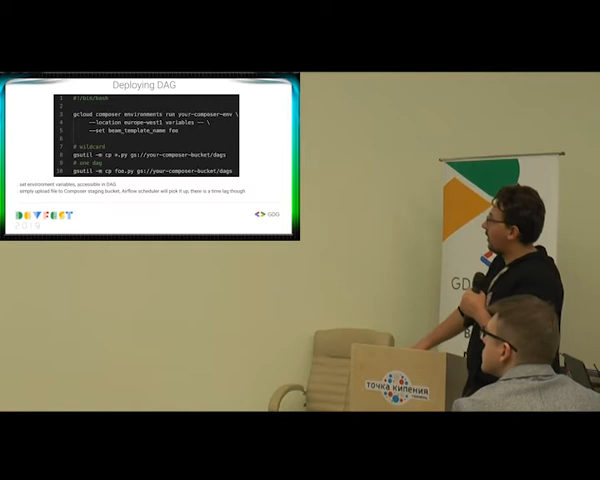 Deploying DAG
1 #!/bin/bash
2
3 gcloud composer environments run your-composer-env \
4 --location europe-west1 variables -- \
5 --set beam_template_name foo
6
7 # wildcard
8 gsutil -m cp *.py gs://your-composer-bucket/dags
9 # one dag
10 gsutil -m cp foo.py gs://your-composer-bucket/dags
set environment variables, accessible in DAG
simply upload file to Composer staging bucket, Airflow scheduler will pick it up, there is a time lag though
DEVFEST
2019
GDG
GD
точка кипения